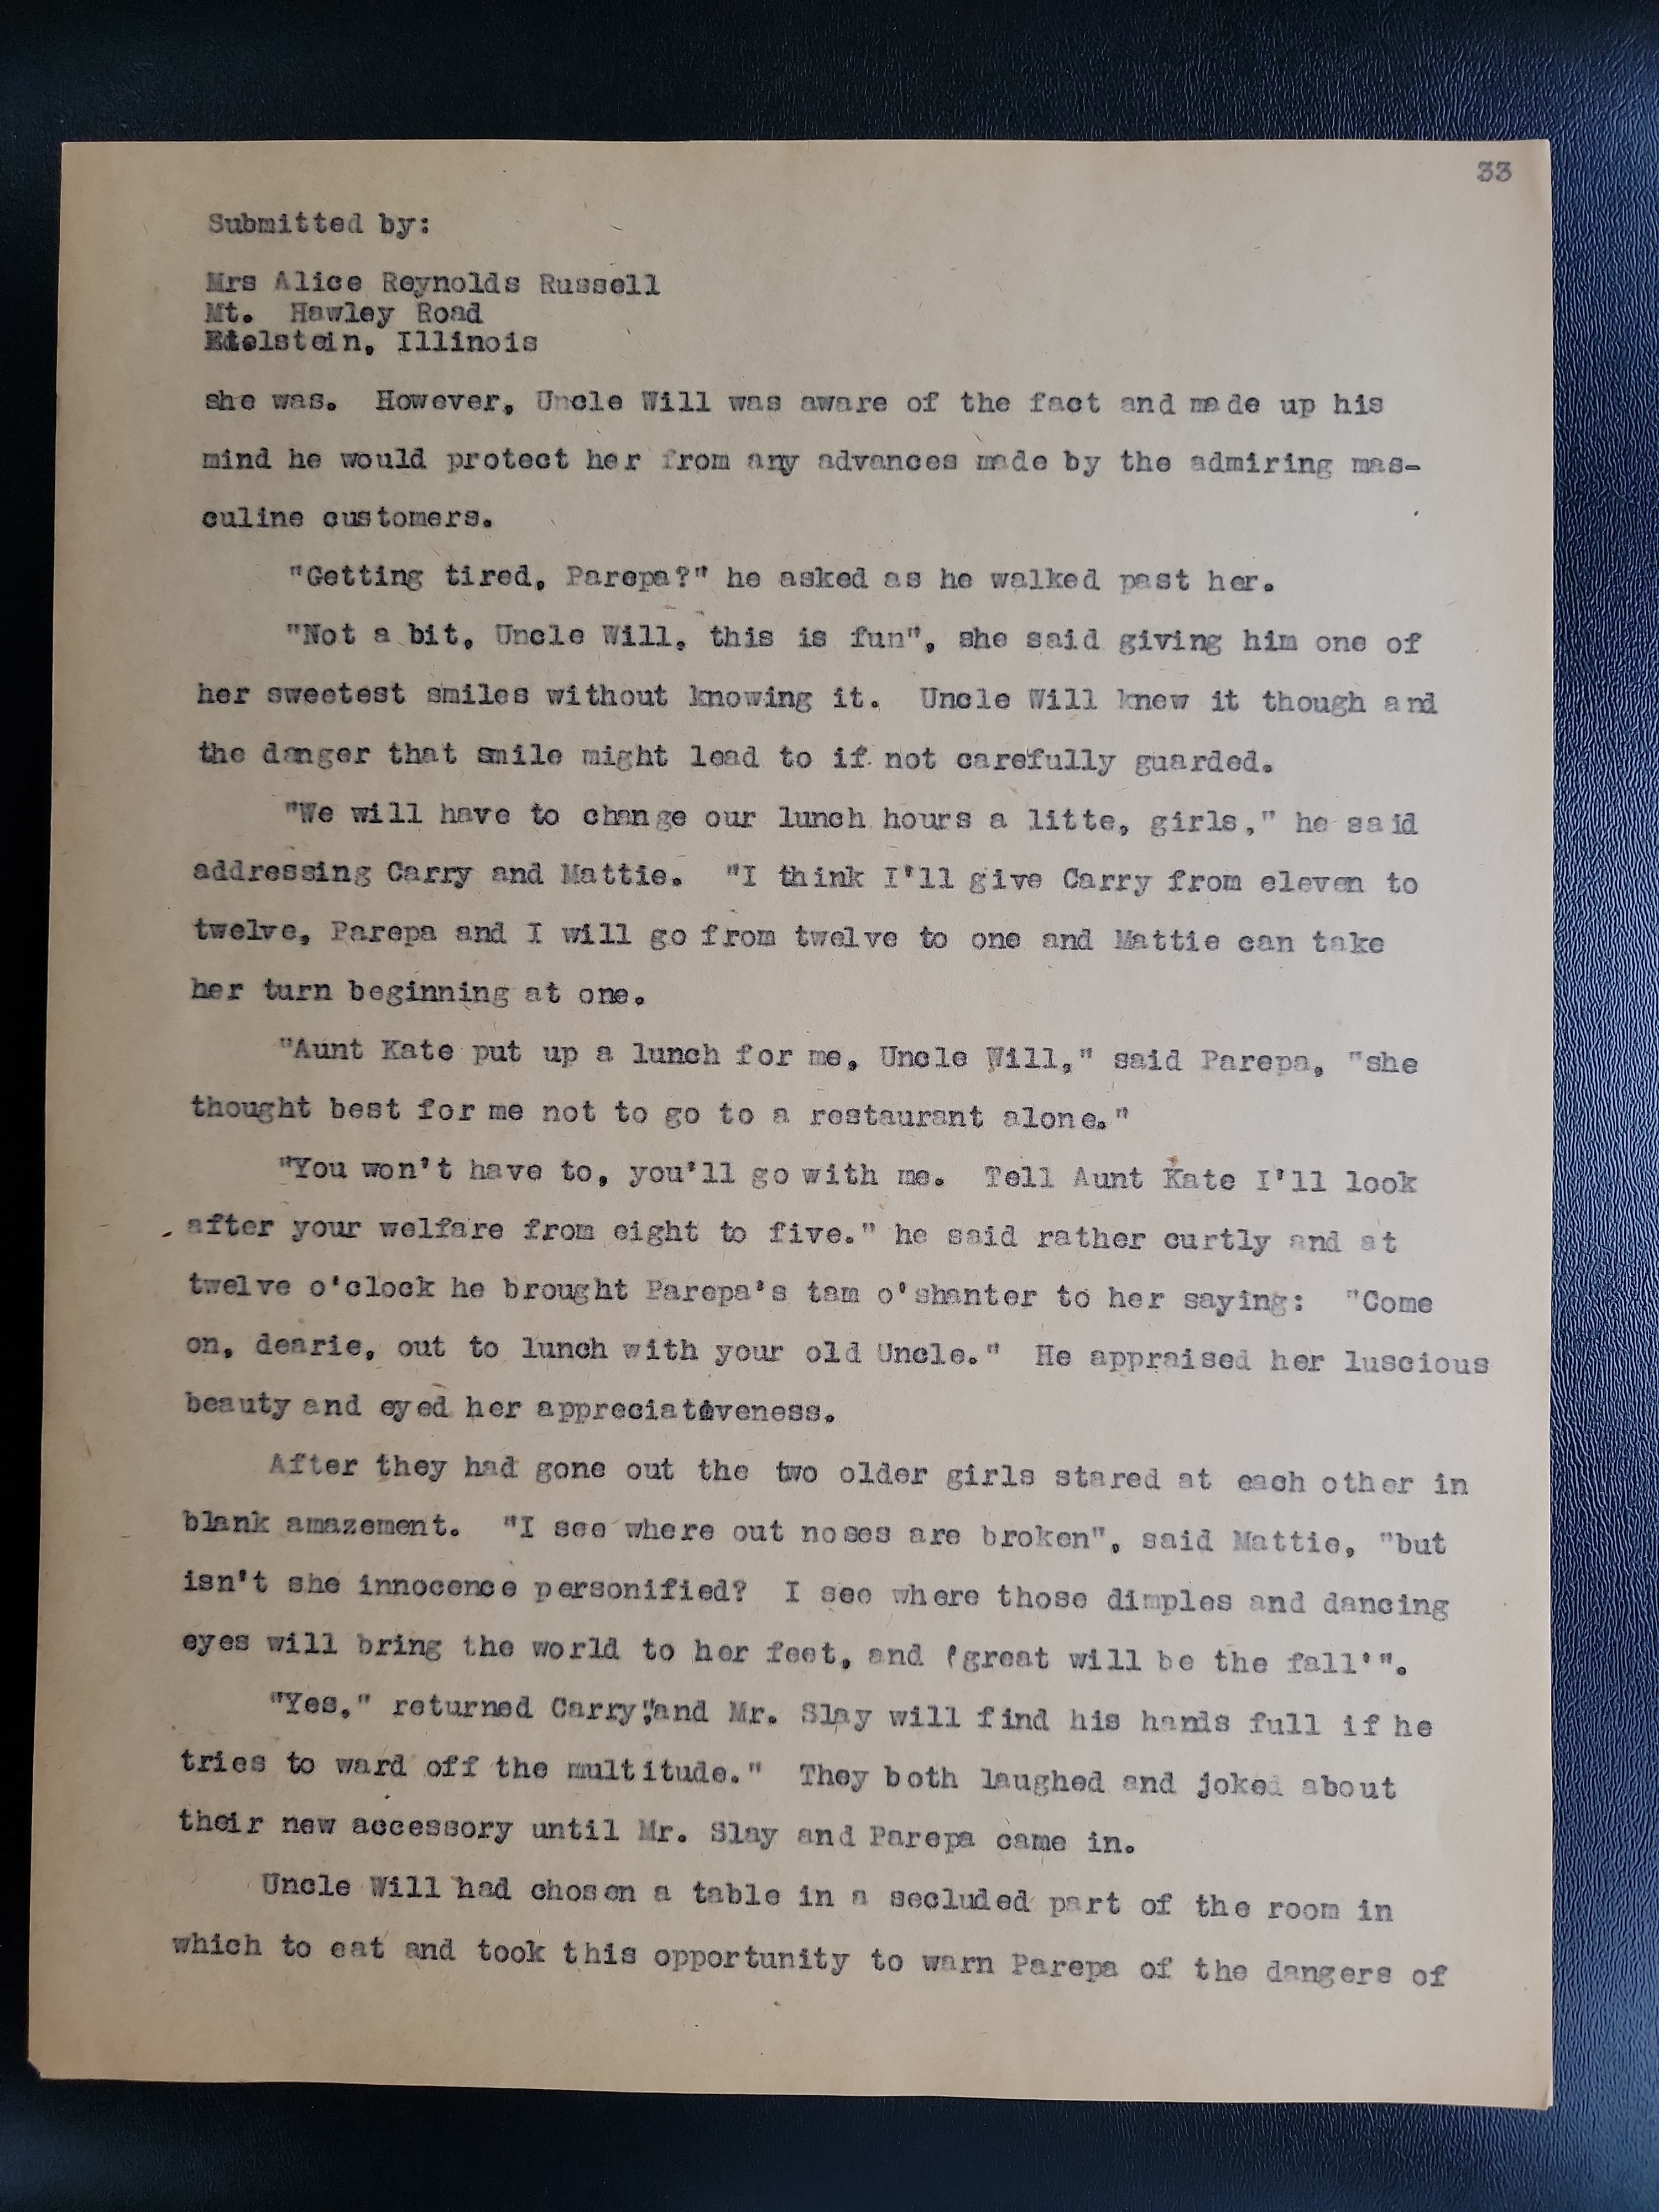 33
Submitted by:
Mrs Alice Reynolds Russell
Mt. Hawley Road
Edelstein, Illinois
she was. However, Uncle Will was aware of the fact and made up his
mind he would protect her from any advances made by the admiring mas-
culine customers.
"Getting tired, Parepa?" he asked as he walked past her.
"Not a bit, Uncle Will, this is fun", she said giving him one of
her sweetest smiles without knowing it. Uncle Will knew it though and
the danger that smile might lead to if not carefully guarded.
"We will have to change our lunch hours a litte, girls," he said
addressing Carry and Mattie. "I think I'll give Carry from eleven to
twelve, Parepa and I will go from twelve to one and Mattie can take
her turn beginning at one.
"Aunt Kate put up a lunch for me, Uncle Will," said Parepa, "she
thought best for me not to go to a restaurant alone."
"You won't have to, you'll go with me. Tell Aunt Kate I'll look
after your welfare from eight to five." he said rather curtly and at
twelve o'clock he brought Parepa's tam o'shanter to her saying: "Come
on, dearie, out to lunch with your old Uncle." He appraised her luscious
beauty and eyed her appreciativeness.
After they had gone out the two older girls stared at each other in
blank amazement. "I see where out noses are broken", said Mattie, "but
isn't she innocence personified? I see where those dimples and dancing
eyes will bring the world to her feet, and 'great will be the fall'".
"Yes," returned Carry,"and Mr. Slay will find his hands full if he
tries to ward off the multitude." They both laughed and joked about
their new accessory until Mr. Slay and Parepa came in.
Uncle Will had chosen a table in a secluded part of the room in
which to eat and took this opportunity to warn Parepa of the dangers of